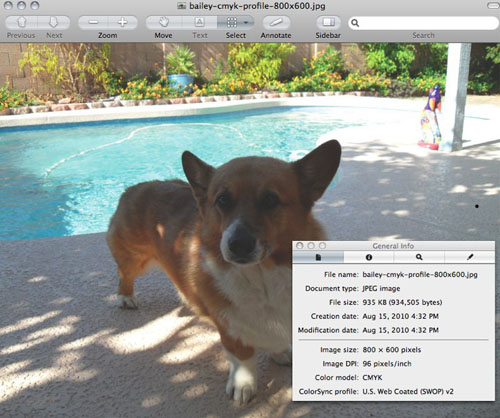 bailey-cmyk-profile-800x600.jpg
Previous Next Zoom Move Text Select Annotate Sidebar Search
General Info
File name: bailey-cmyk-profile-800x600.jpg
Document type: JPEG image
File size: 935 KB (934,505 bytes)
Creation date: Aug 15, 2010 4:32 PM
Modification date: Aug 15, 2010 4:32 PM
Image size: 800 × 600 pixels
Image DPI: 96 pixels/inch
Color model: CMYK
ColorSync profile: U.S. Web Coated (SWOP) v2